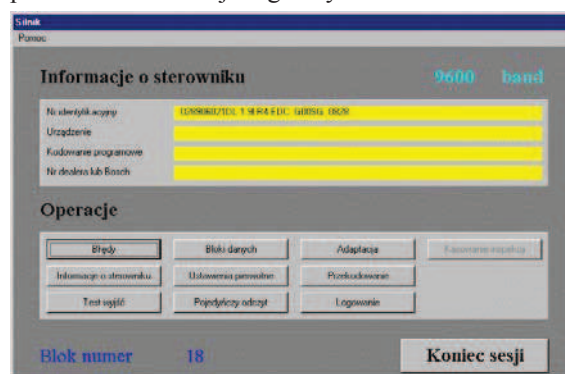 Silnik
Pomoc
Informacje o sterowniku 9600 baud
Nr identyfikacyjny
Urządzenie
Kodowanie programowe
Nr dealera lub Bosch
Operacje
Błędy Bloki danych Adaptacja Kasowanie inspekcji
Informacje o sterowniku Ustawienia pierwotne Przekodowanie
Test wyjść Pojedyńczy odczyt Logowanie
Blok numer 18 Koniec sesji